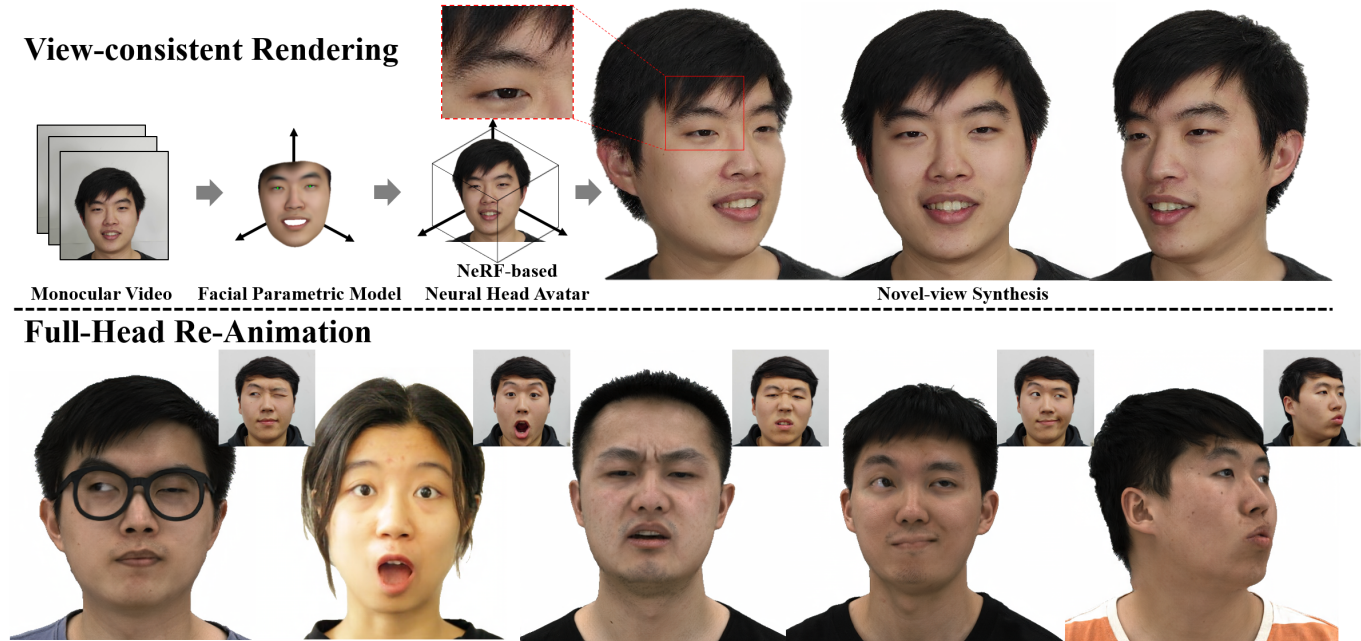 View-consistent Rendering
Monocular Video
Facial Parametric Model
NeRF-based
Neural Head Avatar
Novel-view Synthesis
Full-Head Re-Animation